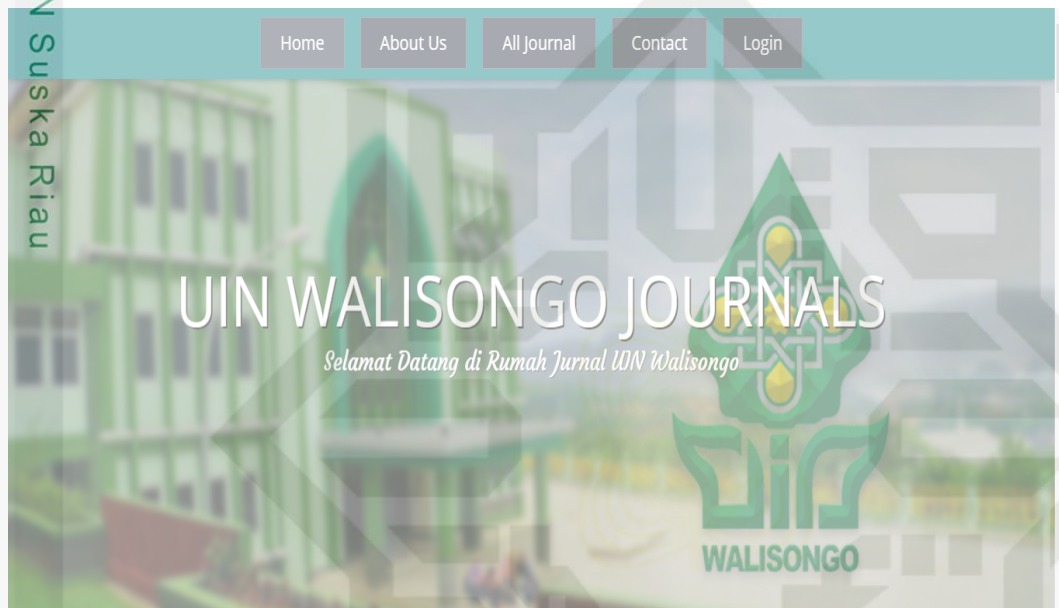 N Suska Riau
Home
About Us
All Journal
Contact
Login
UIN WALISONGO JOURNALS
Selamat Datang di Rumah Jurnal UIN Walisongo
UIN
WALISONGO